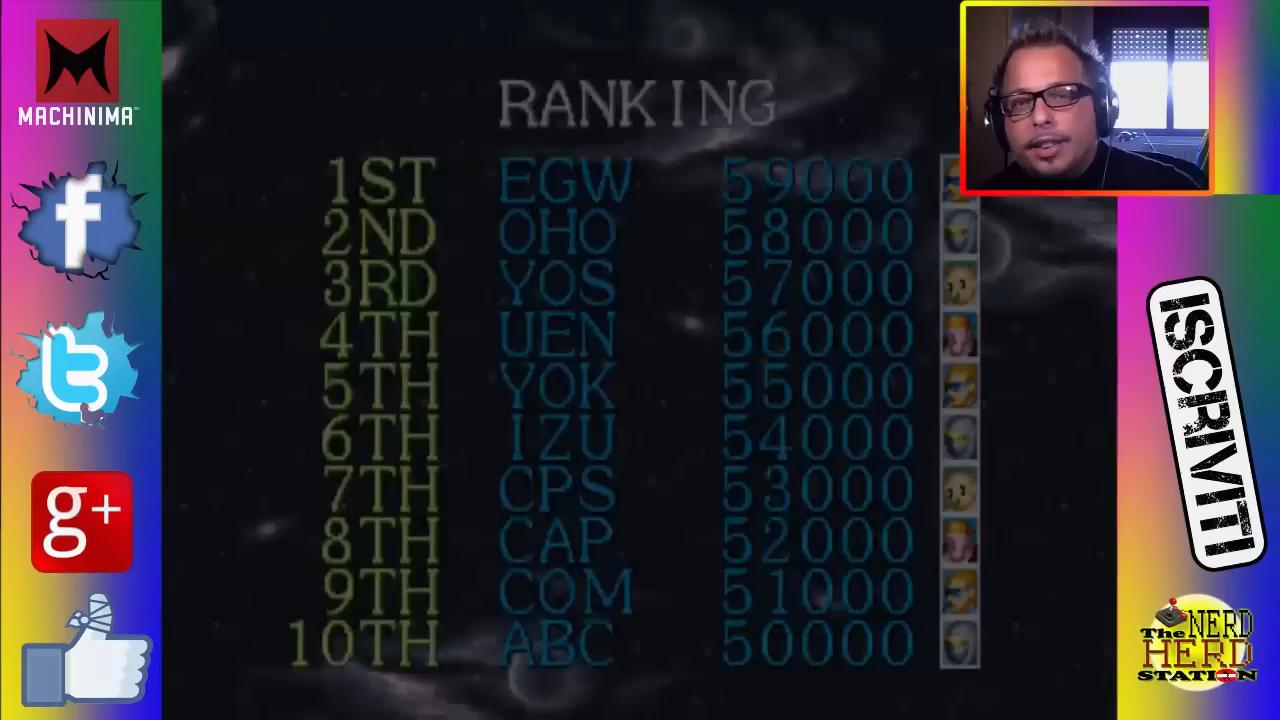 MACHINIMA
f
t
g+
RANKING
1ST EGW 59000
2ND OHO 58000
3RD YOS 57000
4TH UEN 56000
5TH YOK 55000
6TH IZU 54000
7TH CPS 53000
8TH CAP 52000
9TH COM 51000
10TH ABC 50000
ISCRIVITI
The NERD
HERD
STATION